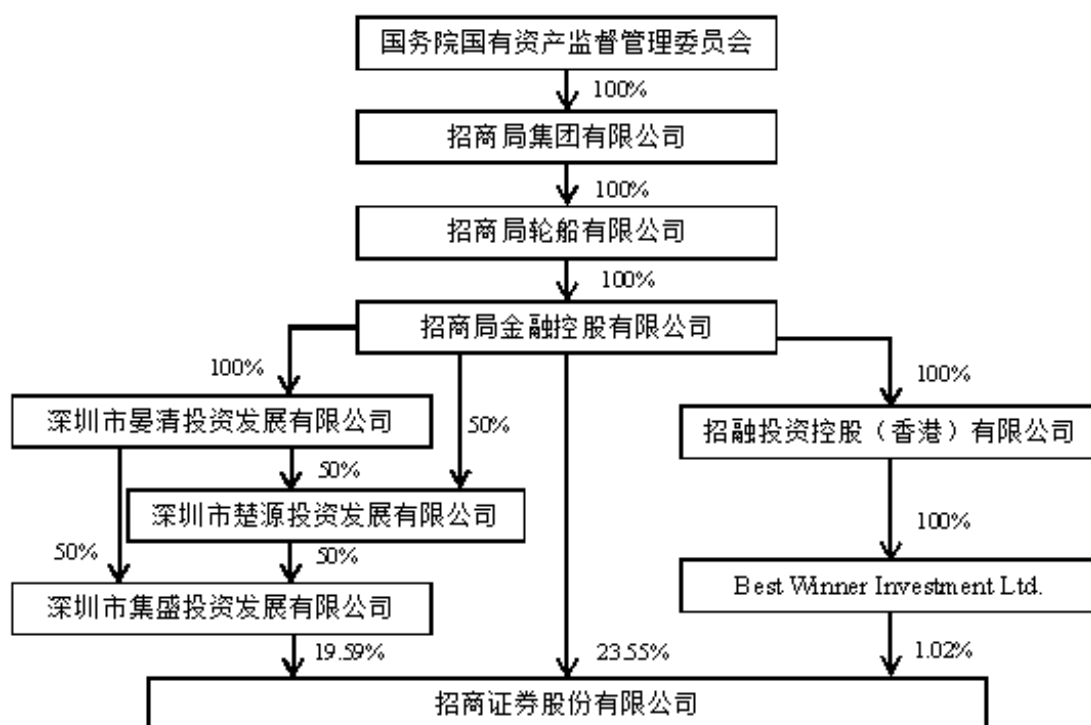 国务院国有资产监督管理委员会
100%
招商局集团有限公司
100%
招商局轮船有限公司
100%
招商局金融控股有限公司
100%
50%
100%
深圳市晏清投资发展有限公司
招融投资控股（香港）有限公司
50%
深圳市楚源投资发展有限公司
100%
50%
50%
深圳市集盛投资发展有限公司
Best Winner Investment Ltd.
19.59%
23.55%
1.02%
招商证券股份有限公司